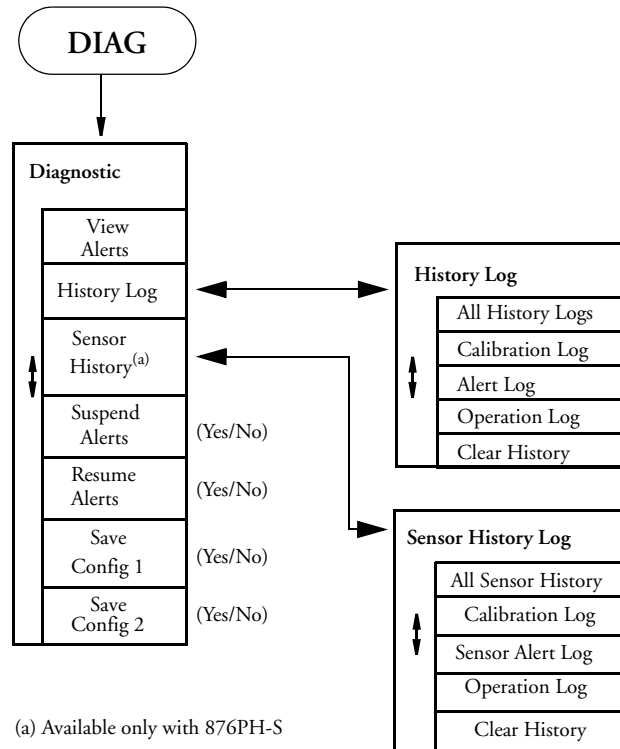 DIAG
Diagnostic
View
Alerts
History Log
Sensor
History(a)
Suspend
Alerts
(Yes/No)
Resume
Alerts
(Yes/No)
Save
Config 1
(Yes/No)
Save
Config 2
(Yes/No)
History Log
All History Logs
Calibration Log
Alert Log
Operation Log
Clear History
Sensor History Log
All Sensor History
Calibration Log
Sensor Alert Log
Operation Log
Clear History
(a) Available only with 876PH-S